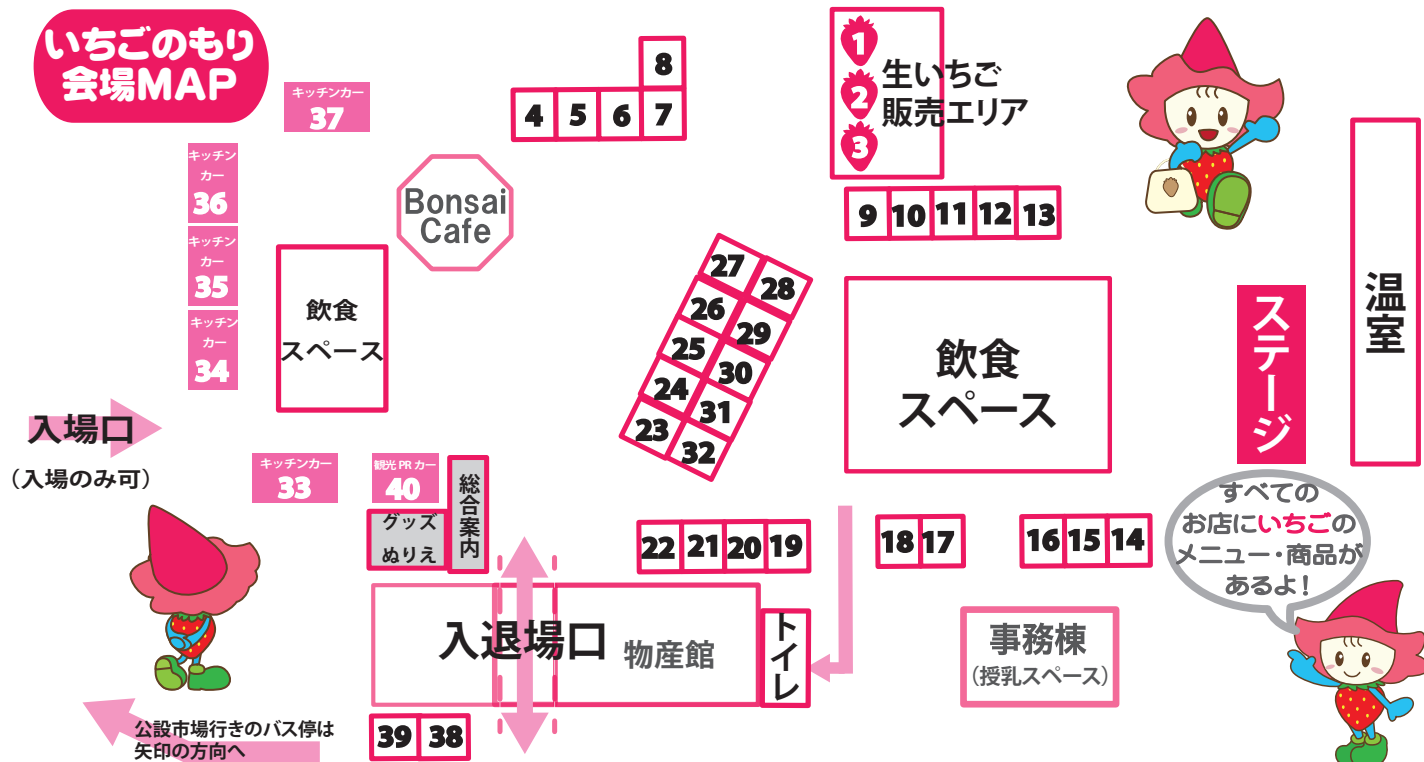 いちごのもり
会場MAP
キッチンカー
37
8
4 5 6 7
1
2
3
生いちご
販売エリア
キッチン
カー
36
キッチン
カー
35
キッチン
カー
34
Bonsai
Cafe
9 10 11 12 13
飲食
スペース
27 28
26 29
25 30
24 31
23 32
飲食
スペース
ステージ
温室
入場口
(入場のみ可)
キッチンカー
33
観光PRカー
40
グッズ
ぬりえ
総合案内
22 21 20 19
18 17
16 15 14
すべての
お店にいちごの
メニュー・商品が
あるよ!
入退場口
物産館
トイレ
事務棟
(授乳スペース)
39 38
公設市場行きのバス停は
矢印の方向へ